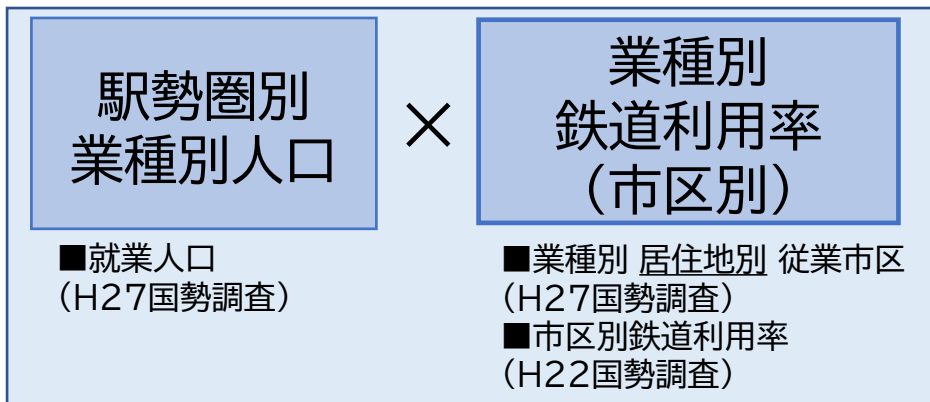 駅勢圏別
業種別人口
×
業種別
鉄道利用率
(市区別)
■就業人口
(H27国勢調査)
■業種別 居住地別 従業市区
(H27国勢調査)
■市区別鉄道利用率
(H22国勢調査)